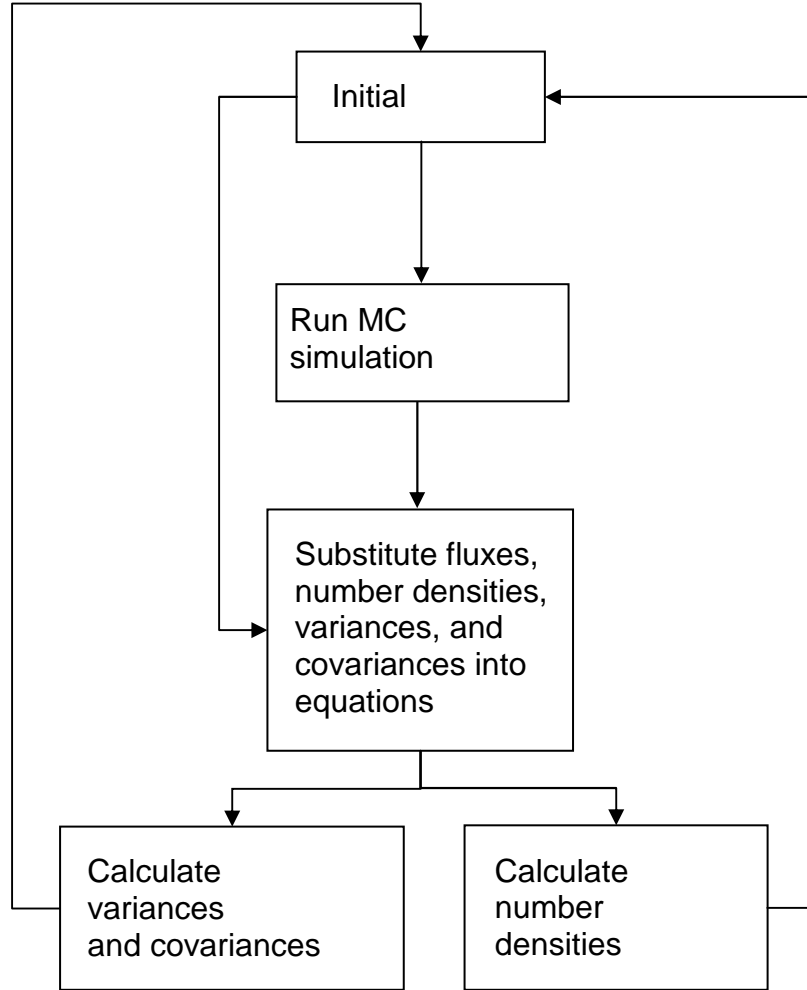 Initial
Run MC
simulation
Substitute fluxes,
number densities,
variances, and
covariances into
equations
Calculate
variances
and covariances
Calculate
number
densities